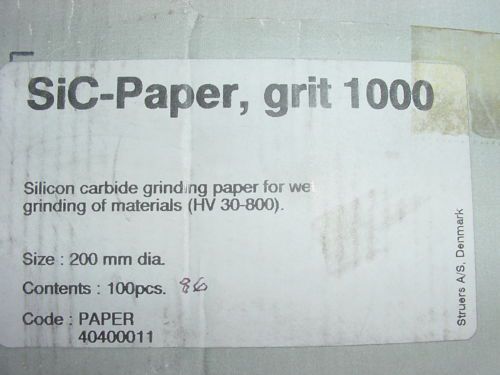 SiC-Paper, grit 1000
Silicon carbide grinding paper for we
grinding of materials (HV 30-800).
Size : 200 mm dia.
Contents : 100pcs. 86
Code : PAPER
40400011
Struers A/S, Denmark